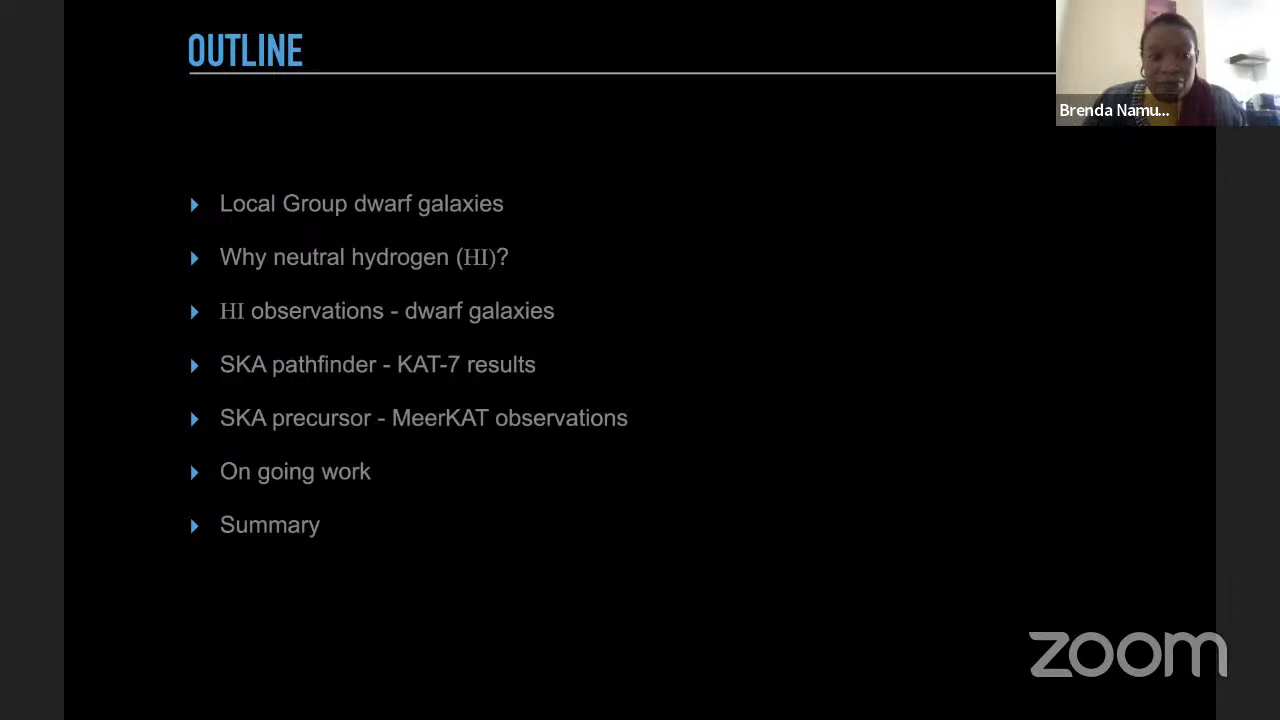 OUTLINE
Brenda Namu...
Local Group dwarf galaxies
Why neutral hydrogen (HI)?
HI observations - dwarf galaxies
SKA pathfinder - KAT-7 results
SKA precursor - MeerKAT observations
On going work
Summary
zoom